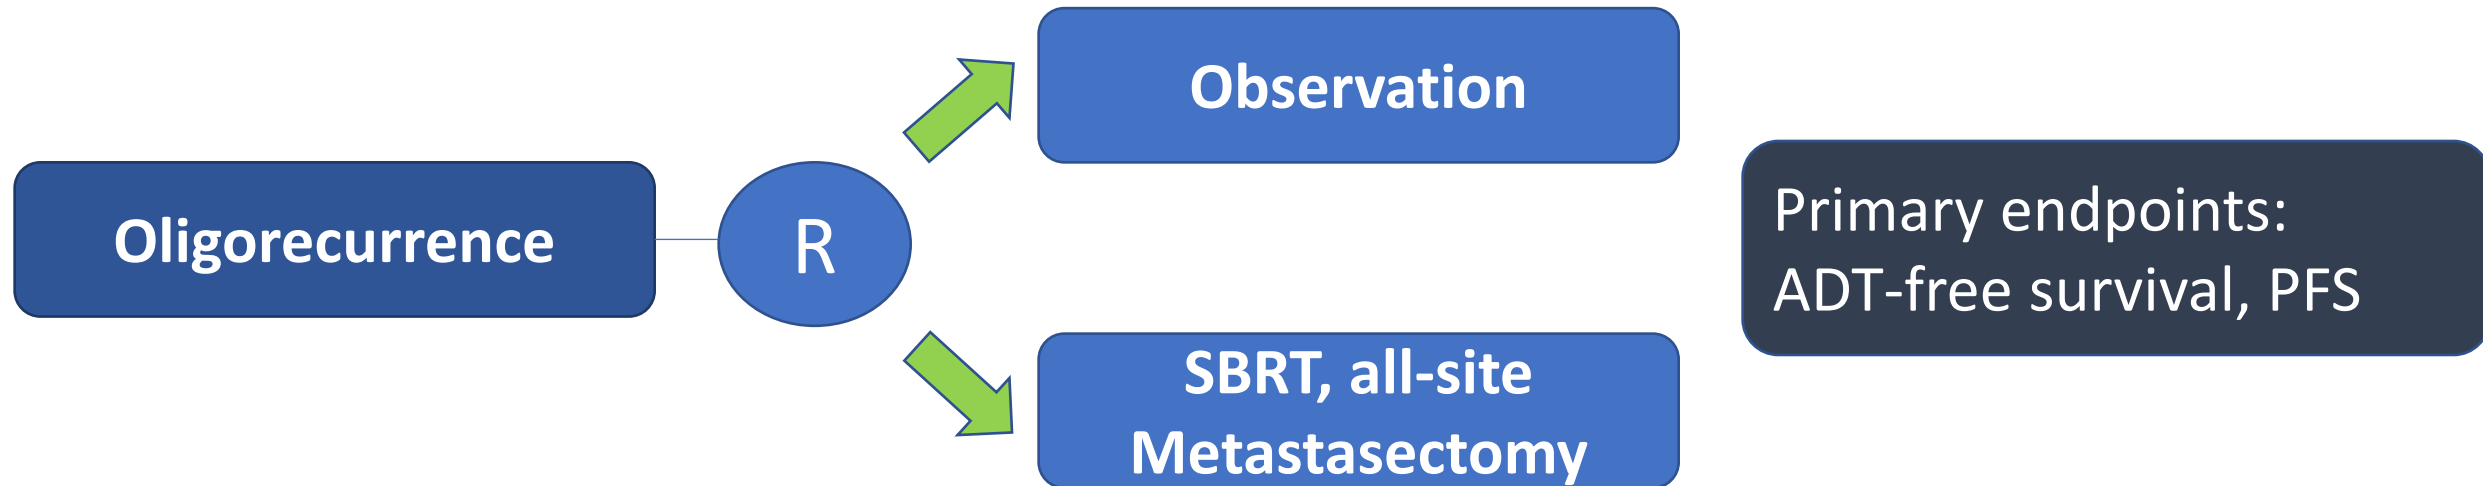 Observation
Oligorecurrence
R
SBRT, all-site
Metastasectomy
Primary endpoints:
ADT-free survival, PFS